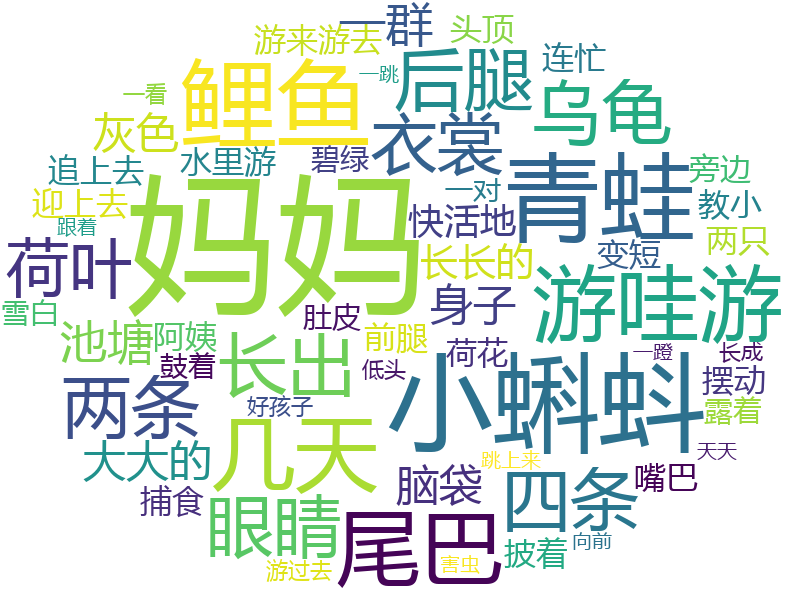 一群
头顶
游来游去
后腿
连忙
一跳
鲤鱼
乌龟
一看
灰色
衣裳
水里游
碧绿
青蛙
旁边
追上去
妈妈
一对
教小
迎上去
快活地
跟着
变短
两只
荷叶
长长的
游哇游
身子
雪白
肚皮
池塘
阿姨
前腿
长出
荷花
一蹬
长成
鼓着
低头
小蝌蚪
摆动
两条
好孩子
露着
几天
大大的
天天
跳上来
脑袋
四条
嘴巴
捕食
眼睛
尾巴
披着
向前
游过去
害虫